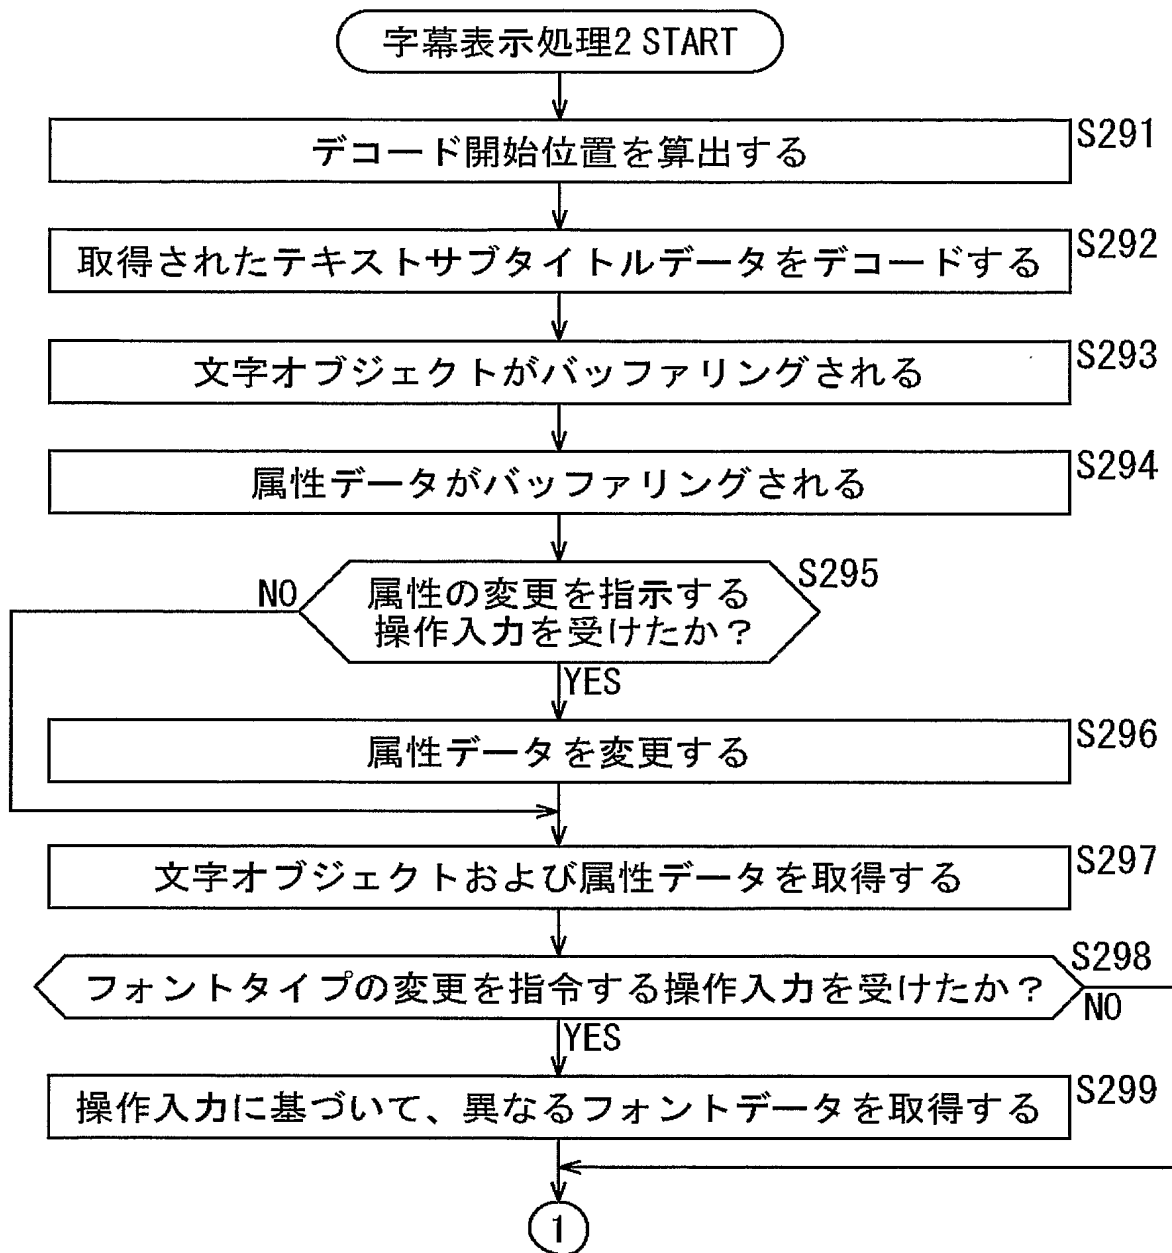 字幕表示処理2 START
S291
デコード開始位置を算出する
S292
取得されたテキストサブタイトルデータをデコードする
S293
文字オブジェクトがバッファリングされる
S294
属性データがバッファリングされる
S295
NO
属性の変更を指示する
操作入力を受けたか?
YES
S296
属性データを変更する
S297
文字オブジェクトおよび属性データを取得する
S298
フォントタイプの変更を指令する操作入力を受けたか?
NO
YES
S299
操作入力に基づいて、異なるフォントデータを取得する
1